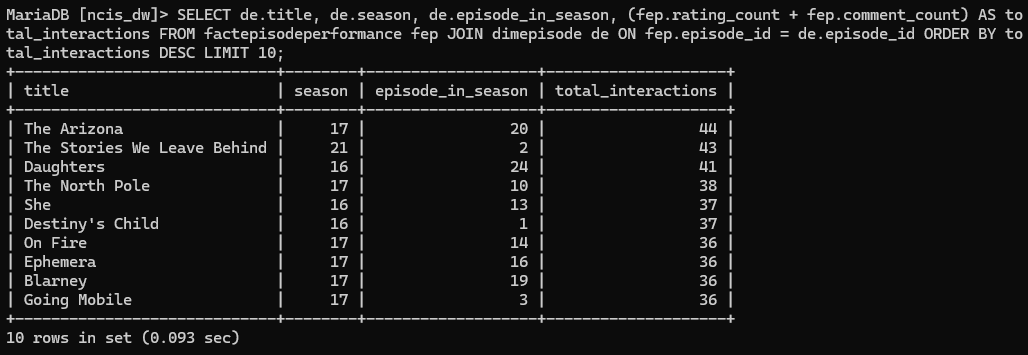 MariaDB [ncis_dw]> SELECT de.title, de.season, de.episode_in_season, (fep.rating_count + fep.comment_count) AS to
tal_interactions FROM factepisodeperformance fep JOIN dimepisode de ON fep.episode_id = de.episode_id ORDER BY to
tal_interactions DESC LIMIT 10;
+-----------------------------+--------+-------------------+--------------------+
| title                       | season | episode_in_season | total_interactions |
+-----------------------------+--------+-------------------+--------------------+
| The Arizona                 |     17 |                20 |                 44 |
| The Stories We Leave Behind |     21 |                 2 |                 43 |
| Daughters                   |     16 |                24 |                 41 |
| The North Pole              |     17 |                10 |                 38 |
| She                         |     16 |                13 |                 37 |
| Destiny's Child             |     16 |                 1 |                 37 |
| On Fire                     |     17 |                14 |                 36 |
| Ephemera                    |     17 |                16 |                 36 |
| Blarney                     |     17 |                19 |                 36 |
| Going Mobile                |     17 |                 3 |                 36 |
+-----------------------------+--------+-------------------+--------------------+
10 rows in set (0.093 sec)